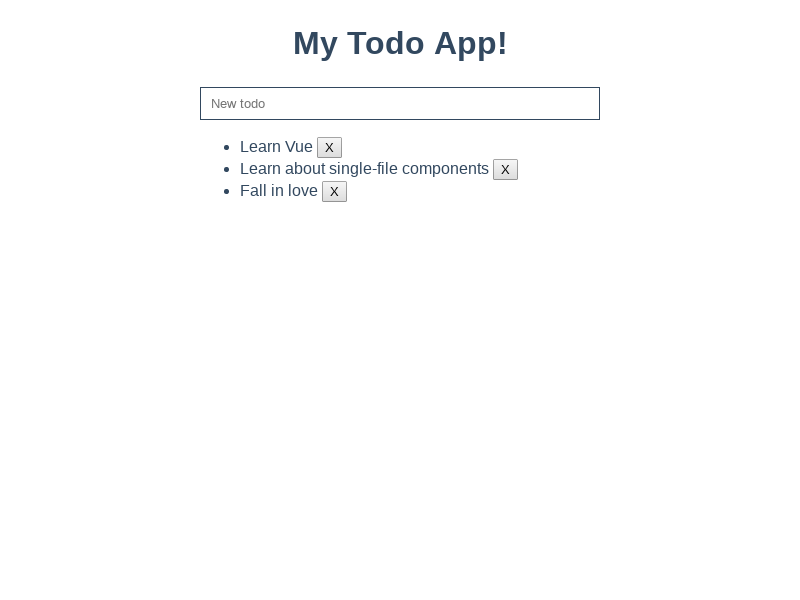 My Todo App!
New todo
Learn Vue X
Learn about single-file components X
Fall in love X